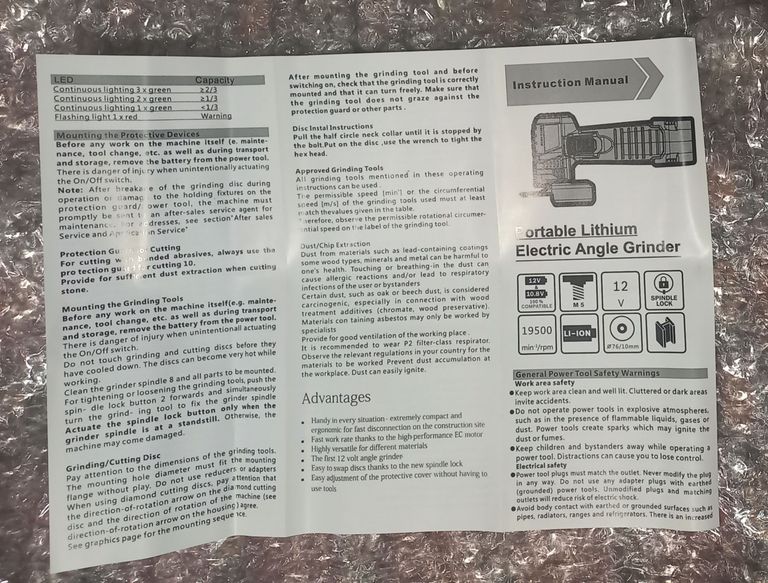 LED Capacity
Continuous lighting 3 x green ≥2/3
Continuous lighting 2 x green ≥1/3
Continuous lighting 1 x green <1/3
Flashing light 1 x red Warning
Mounting the Protective Devices
Before any work on the machine itself (e. mainte-
nance, tool change, etc. as well as during transport
and storage, remove the battery from the power tool.
There is danger of injury when unintentionally actuating
the On/Off switch.
Note: After breakage of the grinding disc during
operation or damage to the holding fixtures on the
protection guard/power tool, the machine must
promptly be sent to an after-sales service agent for
maintenance. For addresses, see section"After sales
Service and Application Service"
Protection Guard for Cutting
For cutting with bonded abrasives, always use the
pro tection guard for cutting 10.
Provide for sufficient dust extraction when cutting
stone.
Mounting the Grinding Tools
Before any work on the machine itself(e.g. mainte-
nance, tool change, etc. as well as during transport
and storage, remove the battery from the power tool.
There is danger of injury when unintentionally actuating
the On/Off switch.
Do not touch grinding and cutting discs before they
have cooled down. The discs can become very hot while
working.
Clean the grinder spindle 8 and all parts to be mounted.
For tightening or loosening the grinding tools, push the
spin- dle lock button 2 forwards and simultaneously
turn the grind- ing tool to fix the grinder spindle
Actuate the spindle lock button only when the
grinder spindle is at a standstill. Otherwise, the
machine may come damaged.
Grinding/Cutting Disc
Pay attention to the dimensions of the grinding tools.
The mounting hole diameter must fit the mounting
flange without play. Do not use reducers or adapters
When using diamond cutting discs, pay attention that
the direction-of-rotation arrow on the diamond cutting
disc and the direction of rotation of the machine (see
direction-of-rotation arrow on the housing) agree.
See graphics page for the mounting sequence.
After mounting the grinding tool and before
switching on, check that the grinding tool is correctly
mounted and that it can turn freely. Make sure that
the grinding tool does not graze against the
protection guard or other parts .
Disc Instal Instructions
Pull the half circle neck collar until it is stopped by
the bolt.Put on the disc ,use the wrench to tight the
hex head.
Approved Grinding Tools
All grinding tools mentioned in these operating
instructions can be used .
The permissible speed [min'] or the circumferential
speed [m/s] of the grinding tools used must at least
match thevalues given in the table.
Therefore, observe the permissible rotational circumer-
ential speed on the label of the grinding tool.
Dust/Chip Extraction
Dust from materials such as lead-containing coatings
some wood types, minerals and metal can be harmful to
one's health. Touching or breathing-in the dust can
cause allergic reactions and/or lead to respiratory
infections of the user or bystanders
Certain dust, such as oak or beech dust, is considered
carcinogenic, especially in connection with wood
treatment additives (chromate, wood preservative).
Materials con taining asbestos may only be worked by
specialists
Provide for good ventilation of the working place .
It is recommended to wear P2 filter-class respirator.
Observe the relevant regulations in your country for the
materials to be worked Prevent dust accumulation at
the workplace. Dust can easily ignite.
Advantages
• Handy in every situation - extremely compact and
ergonomic for fast disconnection on the construction site
• Fast work rate thanks to the high-performance EC motor
• Highly versatile for different materials
• The first 12 volt angle grinder
• Easy to swap discs thanks to the new spindle lock
• Easy adjustment of the protective cover without having to
use tools
Instruction Manual
Portable Lithium
Electric Angle Grinder
12V
&
10.8V
100 %
COMPATIBLE
M 5
12
V
SPINDLE
LOCK
19500
min⁻¹/rpm
LI-ION
Ø76/10mm
General Power Tool Safety Warnings
Work area safety
●Keep work area clean and well lit. Cluttered or dark areas
invite accidents.
●Do not operate power tools in explosive atmospheres,
such as in the presence of flammable liquids, gases or
dust. Power tools create sparks which may ignite the
dust or fumes.
●Keep children and bystanders away while operating a
power tool. Distractions can cause you to lose control.
Electrical safety
●Power tool plugs must match the outlet. Never modify the plug
in any way. Do not use any adapter plugs with earthed
(grounded) power tools. Unmodified plugs and matching
outlets will reduce risk of electric shock.
●Avoid body contact with earthed or grounded surfaces such as
pipes, radiators, ranges and refrigerators. There is an increased